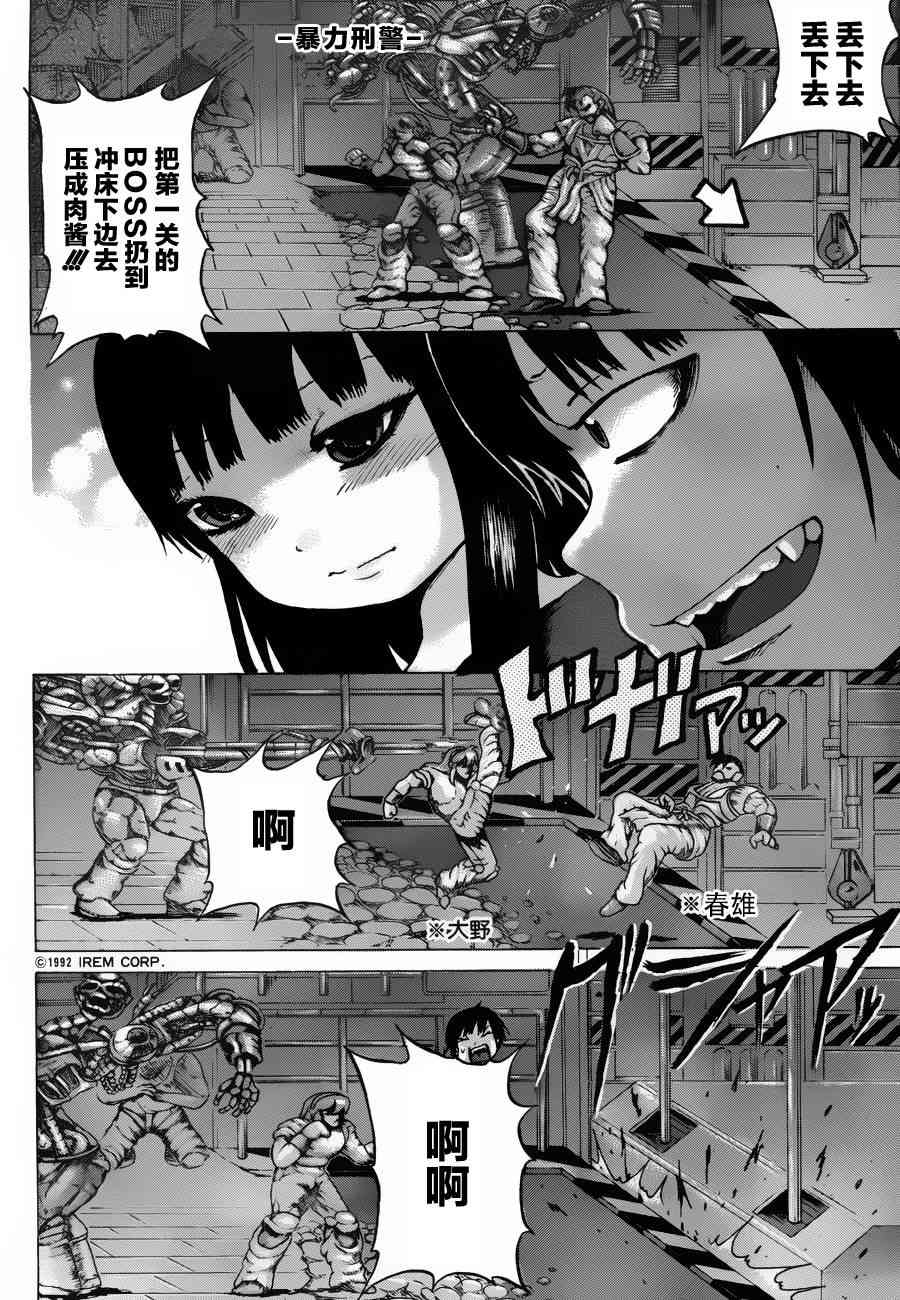 丢下去
丢下去
-暴力刑警-
把第一关的
BOSS扔到
冲床下边去
压成肉酱!!!
ドガァッ
啊
※春雄
※大野
©1992 IREM CORP.
グシャアッ
啊啊